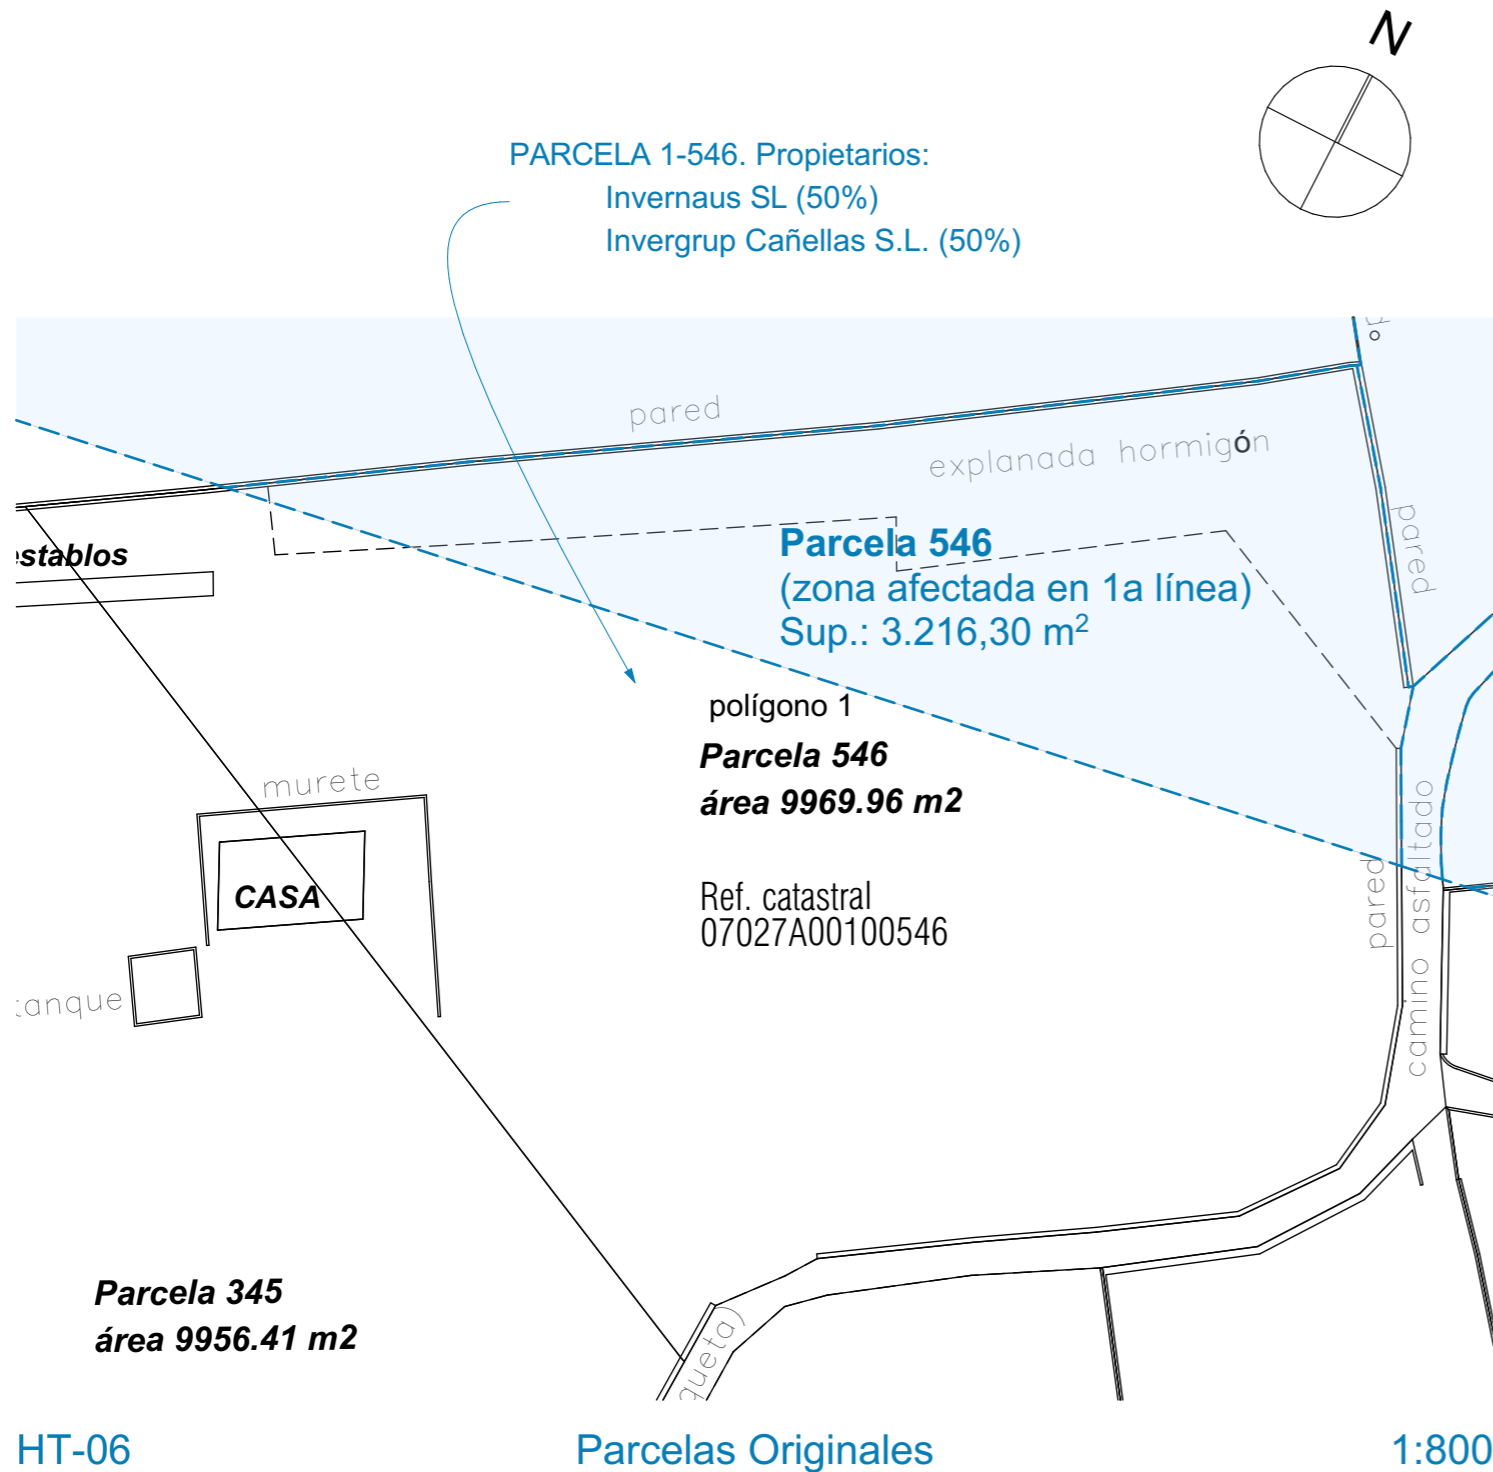 N
PARCELA 1-546. Propietarios:
Invernaus SL (50%)
Invergrup Cañellas S.L. (50%)
pared
explanada hormigón
pared
establos
Parcela 546
(zona afectada en 1a línea)
Sup.: 3.216,30 m²
polígono 1
Parcela 546
área 9969.96 m2
murete
CASA
Ref. catastral
07027A00100546
pared
camino asfaltado
tanque
Parcela 345
área 9956.41 m2
queta)
HT-06
Parcelas Originales
1:800